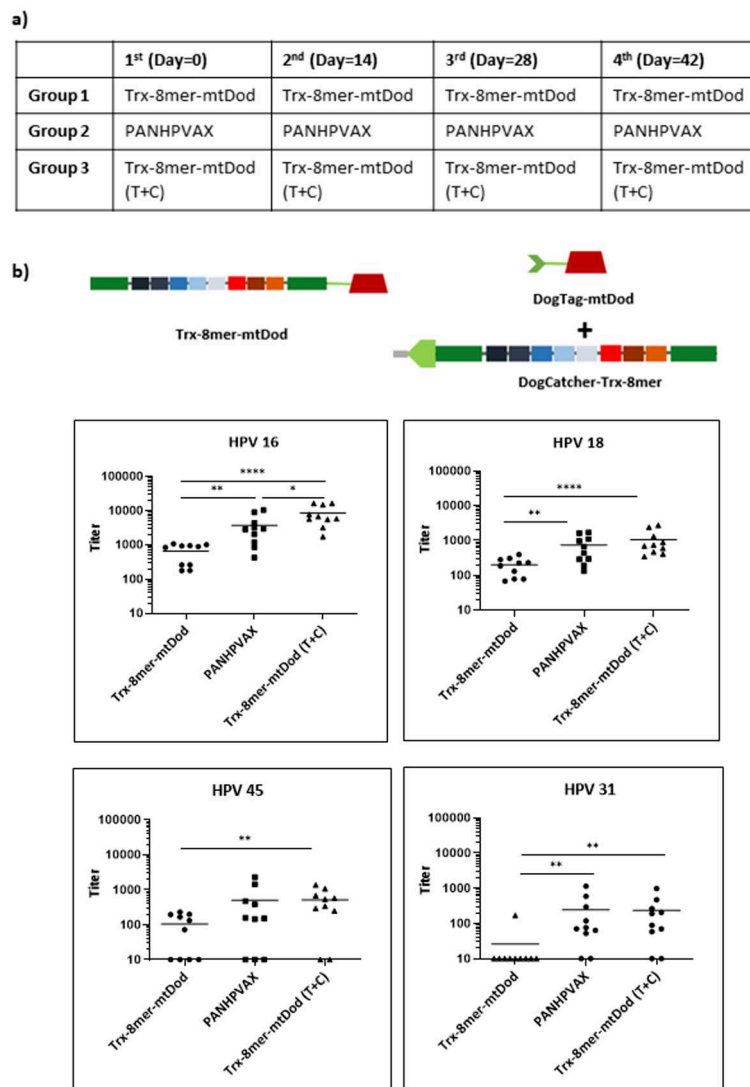 a)
1st (Day=0) 2nd (Day=14) 3rd (Day=28) 4th (Day=42)
Group 1 Trx-8mer-mtDod Trx-8mer-mtDod Trx-8mer-mtDod Trx-8mer-mtDod
Group 2 PANHPVAX PANHPVAX PANHPVAX PANHPVAX
Group 3 Trx-8mer-mtDod Trx-8mer-mtDod Trx-8mer-mtDod Trx-8mer-mtDod
(T+C) (T+C) (T+C) (T+C)
b)
DogTag-mtDod
Trx-8mer-mtDod
+
DogCatcher-Trx-8mer
HPV 16
****
** *
100000
10000
1000
100
10
Titer
Trx-8mer-mtDod
PANHPVAX
Trx-8mer-mtDod (T+C)
HPV 18
****
**
100000
10000
1000
100
10
Titer
Trx-8mer-mtDod
PANHPVAX
Trx-8mer-mtDod (T+C)
HPV 45
**
100000
10000
1000
100
10
Titer
Trx-8mer-mtDod
PANHPVAX
Trx-8mer-mtDod (T+C)
HPV 31
**
**
100000
10000
1000
100
10
Titer
Trx-8mer-mtDod
PANHPVAX
Trx-8mer-mtDod (T+C)